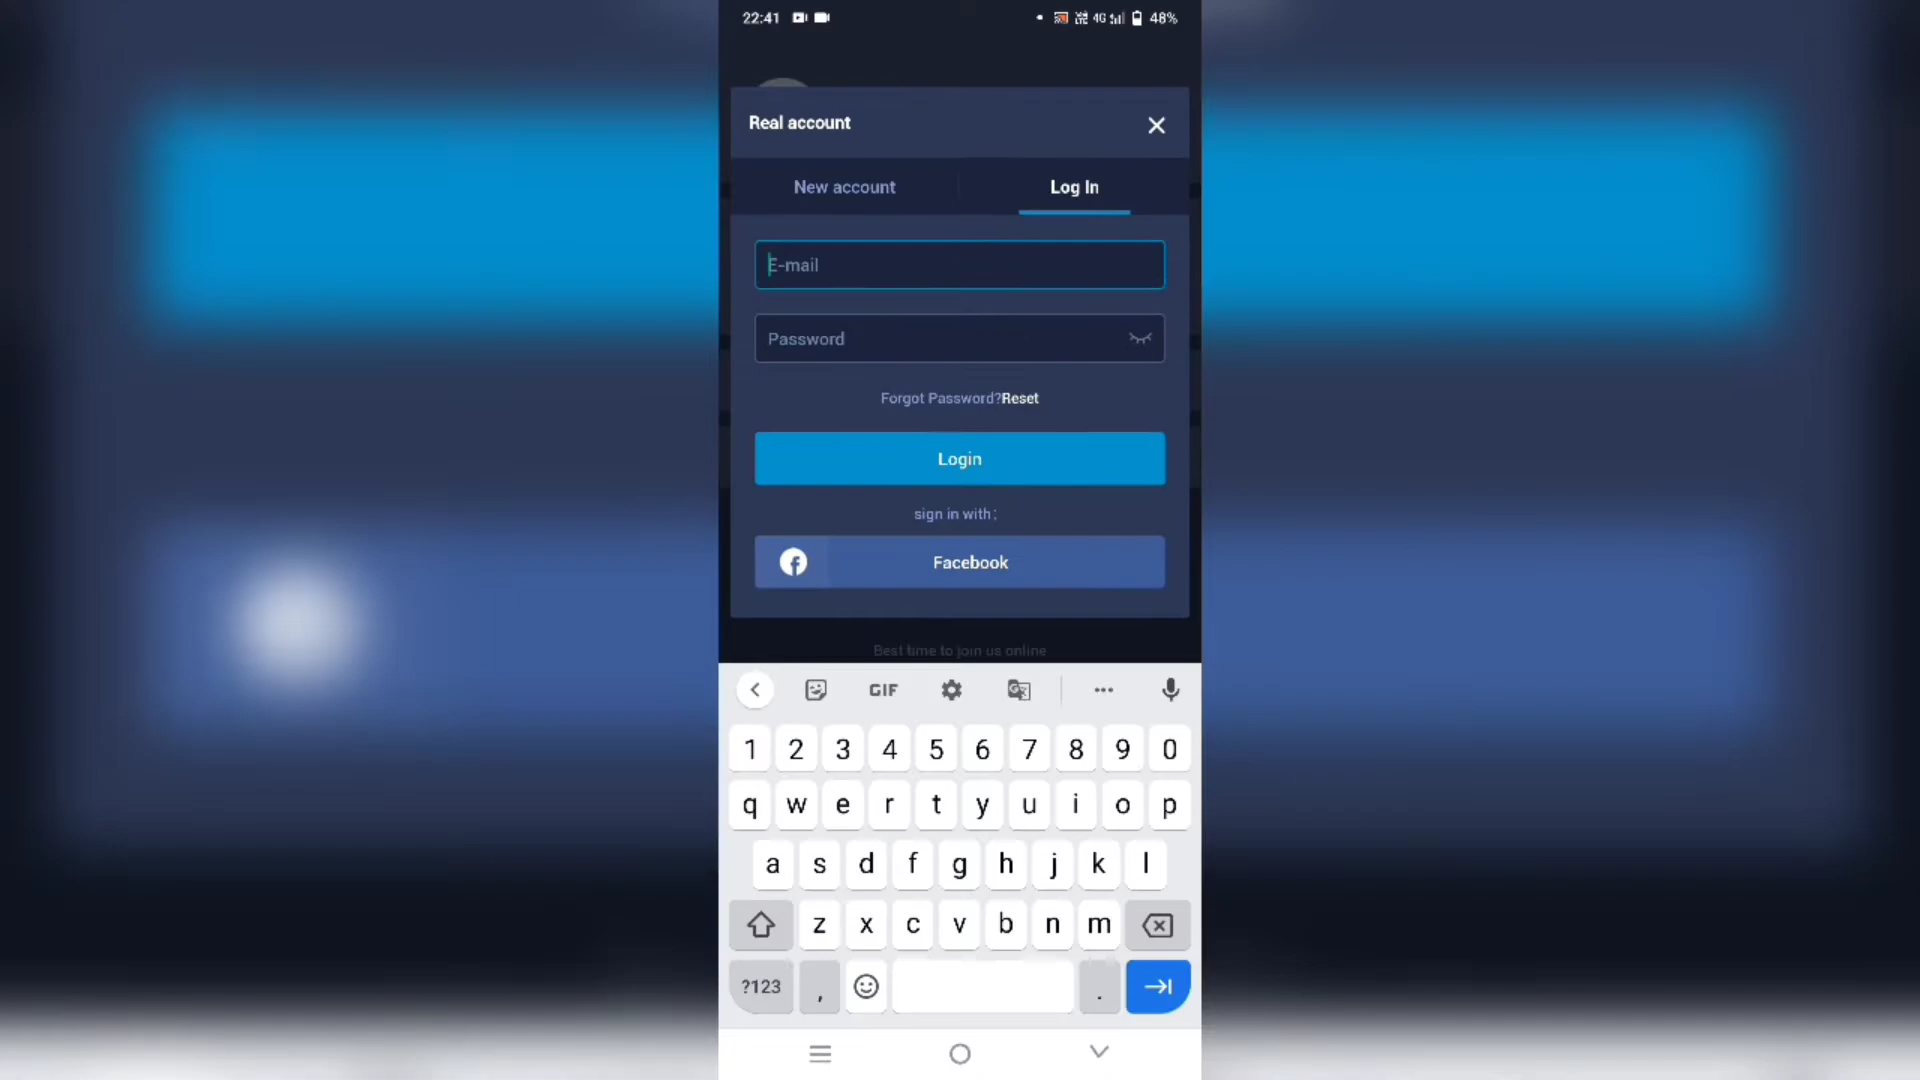 22:41 4G 48%
Real account
New account Log In
E-mail
Password
Forgot Password?Reset
Login
sign in with:
Facebook
Best time to join us online
GIF
1 2 3 4 5 6 7 8 9 0
q w e r t y u i o p
a s d f g h j k l
z x c v b n m
?123 , .